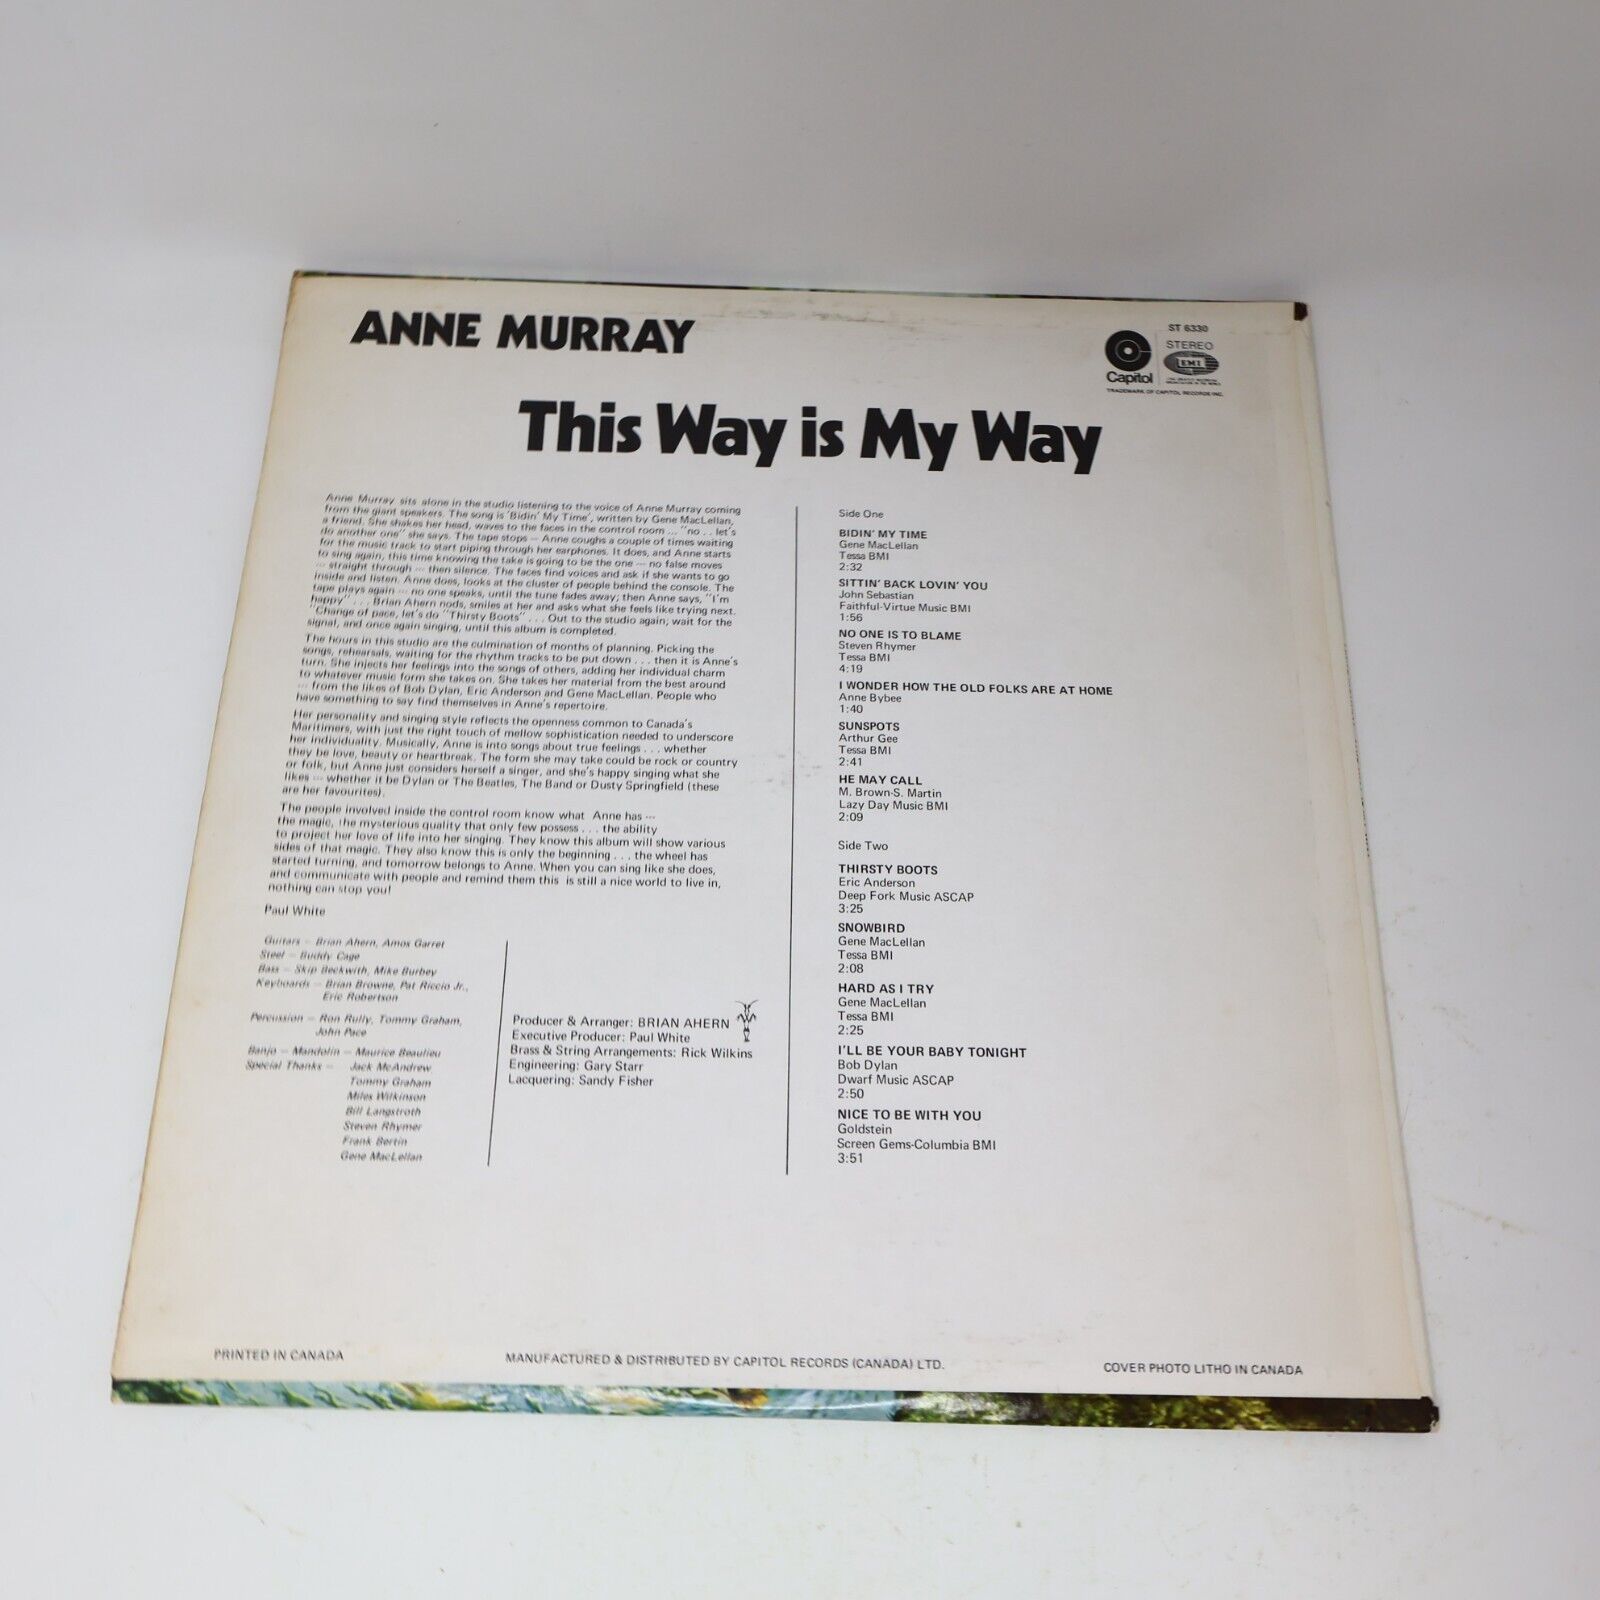 ANNE MURRAY
ST 6330
STEREO
EMI
Capitol
TRADEMARK OF CAPITOL RECORDS INC.
This Way is My Way
Anne Murray sits alone in the studio listening to the voice of Anne Murray coming
from the giant speakers. The song is 'Bidin' My Time', written by Gene MacLellan,
a friend. She shakes her head, waves to the faces in the control room ... "no . . let's
do another one" she says. The tape stops — Anne coughs a couple of times waiting
for the music track to start piping through her earphones. It does, and Anne starts
to sing again, this time knowing the take is going to be the one — no false moves
— straight through — then silence. The faces find voices and ask if she wants to go
inside and listen. Anne does, looks at the cluster of people behind the console. The
tape plays again — no one speaks, until the tune fades away; then Anne says, "I'm
happy" . . . Brian Ahern nods, smiles at her and asks what she feels like trying next.
"Change of pace, let's do "Thirsty Boots" . . . Out to the studio again; wait for the
signal, and once again singing, until this album is completed.
The hours in this studio are the culmination of months of planning. Picking the
songs, rehearsals, waiting for the rhythm tracks to be put down . . . then it is Anne's
turn. She injects her feelings into the songs of others, adding her individual charm
to whatever music form she takes on. She takes her material from the best around
— from the likes of Bob Dylan, Eric Anderson and Gene MacLellan. People who
have something to say find themselves in Anne's repertoire.
Her personality and singing style reflects the openness common to Canada's
Maritimers, with just the right touch of mellow sophistication needed to underscore
her individuality. Musically, Anne is into songs about true feelings . . . whether
they be love, beauty or heartbreak. The form she may take could be rock or country
or folk, but Anne just considers herself a singer, and she's happy singing what she
likes — whether it be Dylan or The Beatles, The Band or Dusty Springfield (these
are her favourites).
The people involved inside the control room know what Anne has —
the magic, the mysterious quality that only few possess . . . the ability
to project her love of life into her singing. They know this album will show various
sides of that magic. They also know this is only the beginning . . . the wheel has
started turning, and tomorrow belongs to Anne. When you can sing like she does,
and communicate with people and remind them this is still a nice world to live in,
nothing can stop you!
Paul White
Guitars — Brian Ahern, Amos Garret
Steel — Buddy Cage
Bass — Skip Beckwith, Mike Burbey
Keyboards — Brian Browne, Pat Riccio Jr.,
Eric Robertson
Percussion — Ron Rully, Tommy Graham,
John Pace
Banjo — Mandolin — Maurice Beaulieu
Special Thanks — Jack McAndrew
Tommy Graham
Miles Wilkinson
Bill Langstroth
Steven Rhymer
Frank Bertin
Gene MacLellan
Producer & Arranger: BRIAN AHERN
Executive Producer: Paul White
Brass & String Arrangements: Rick Wilkins
Engineering: Gary Starr
Lacquering: Sandy Fisher
Side One
BIDIN' MY TIME
Gene MacLellan
Tessa BMI
2:32
SITTIN' BACK LOVIN' YOU
John Sebastian
Faithful-Virtue Music BMI
1:56
NO ONE IS TO BLAME
Steven Rhymer
Tessa BMI
4:19
I WONDER HOW THE OLD FOLKS ARE AT HOME
Anne Bybee
1:40
SUNSPOTS
Arthur Gee
Tessa BMI
2:41
HE MAY CALL
M. Brown-S. Martin
Lazy Day Music BMI
2:09
Side Two
THIRSTY BOOTS
Eric Anderson
Deep Fork Music ASCAP
3:25
SNOWBIRD
Gene MacLellan
Tessa BMI
2:08
HARD AS I TRY
Gene MacLellan
Tessa BMI
2:25
I'LL BE YOUR BABY TONIGHT
Bob Dylan
Dwarf Music ASCAP
2:50
NICE TO BE WITH YOU
Goldstein
Screen Gems-Columbia BMI
3:51
PRINTED IN CANADA
MANUFACTURED & DISTRIBUTED BY CAPITOL RECORDS (CANADA) LTD.
COVER PHOTO LITHO IN CANADA